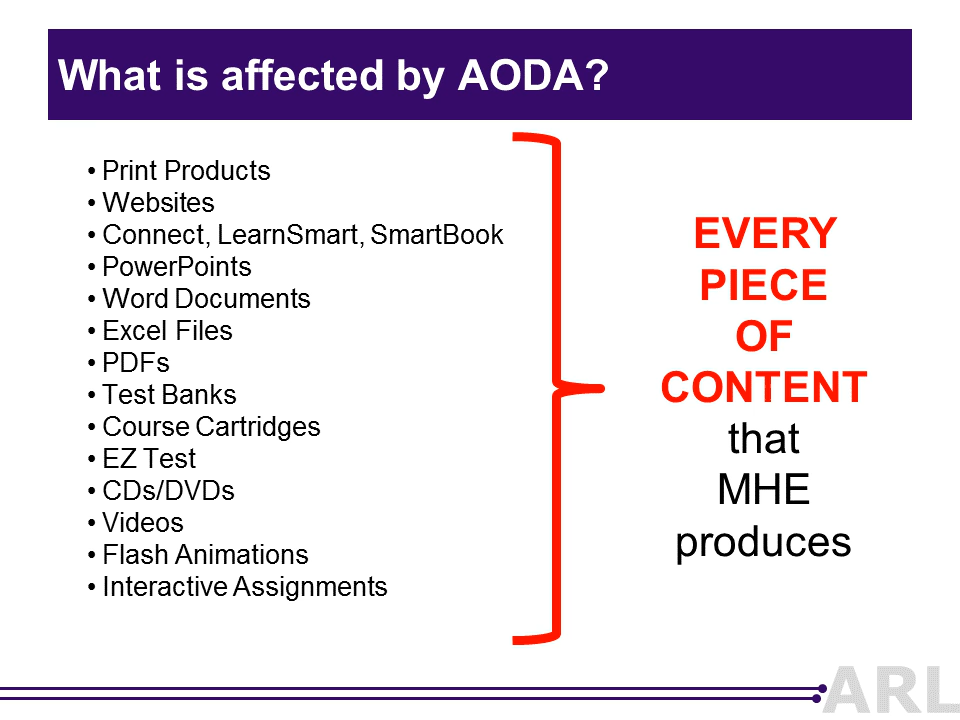 What is affected by AODA?
• Print Products
• Websites
• Connect, LearnSmart, SmartBook
• PowerPoints
• Word Documents
• Excel Files
• PDFs
• Test Banks
• Course Cartridges
• EZ Test
• CDs/DVDs
• Videos
• Flash Animations
• Interactive Assignments
EVERY
PIECE
OF
CONTENT
that
MHE
produces
ARL